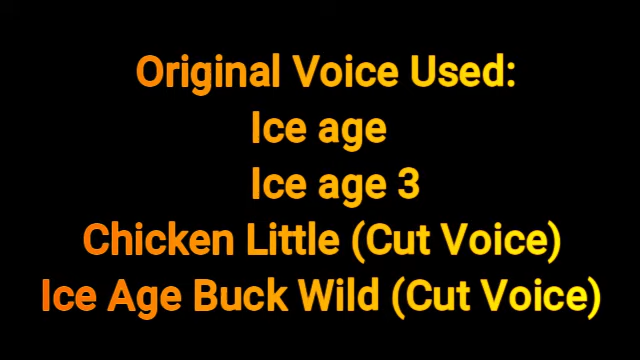 Original Voice Used:
Ice age
Ice age 3
Chicken Little (Cut Voice)
Ice Age Buck Wild (Cut Voice)